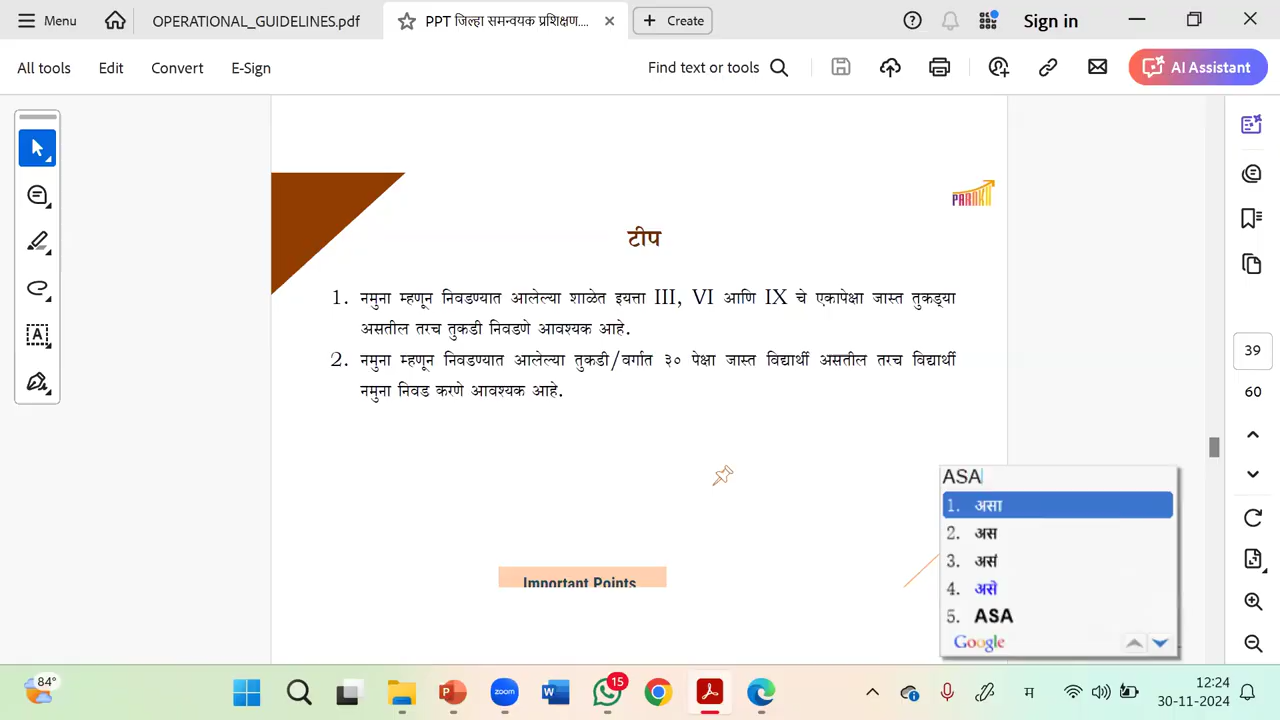 Menu
OPERATIONAL_GUIDELINES.pdf
PPT जिल्हा समन्वयक प्रशिक्षण....
Create
Sign in
All tools
Edit
Convert
E-Sign
Find text or tools
AI Assistant
PARAKH
टीप
1. नमुना म्हणून निवडण्यात आलेल्या शाळेत इयत्ता III, VI आणि IX चे एकापेक्षा जास्त तुकड्या
असतील तरच तुकडी निवडणे आवश्यक आहे.
2. नमुना म्हणून निवडण्यात आलेल्या तुकडी/वर्गात ३० पेक्षा जास्त विद्यार्थी असतील तरच विद्यार्थी
नमुना निवड करणे आवश्यक आहे.
39
60
ASA
1. असा
2. अस
3. असं
4. असे
5. ASA
Google
Important Points
84°
zoom
15
म
12:24
30-11-2024